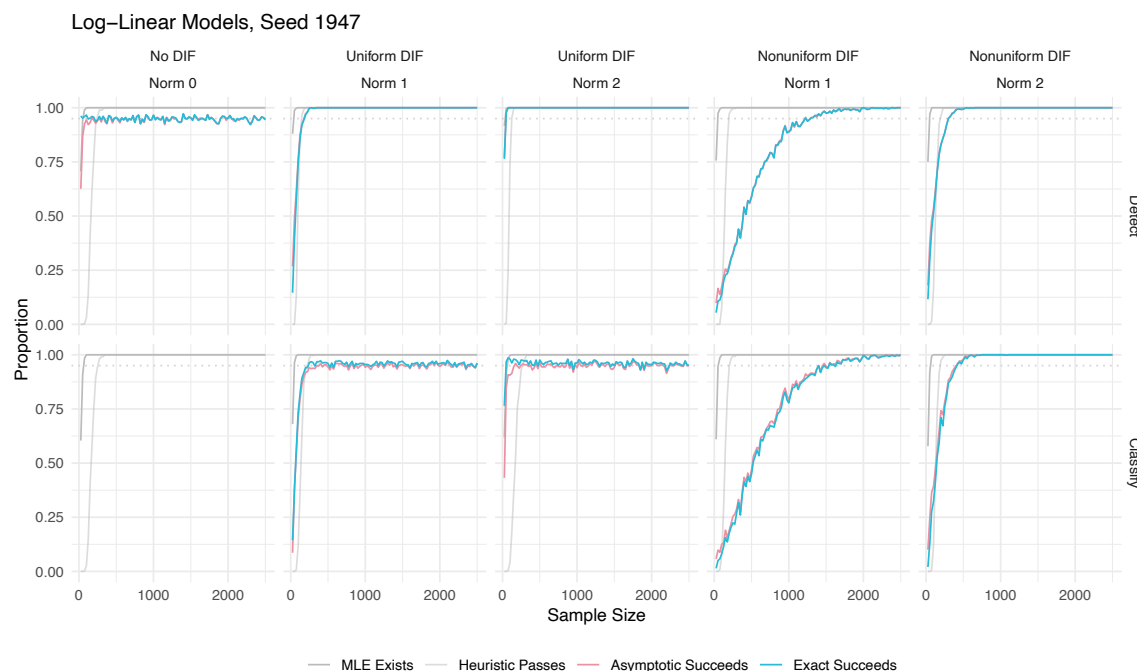 Log−Linear Models, Seed 1947
No DIF Uniform DIF Uniform DIF Nonuniform DIF Nonuniform DIF
Norm 0 Norm 1 Norm 2 Norm 1 Norm 2
1.00
0.75
0.50
0.25
0.00
Detect
1.00
0.75
0.50
0.25
0.00
Classify
Proportion
0 1000 2000 0 1000 2000 0 1000 2000 0 1000 2000 0 1000 2000
Sample Size
MLE Exists Heuristic Passes Asymptotic Succeeds Exact Succeeds